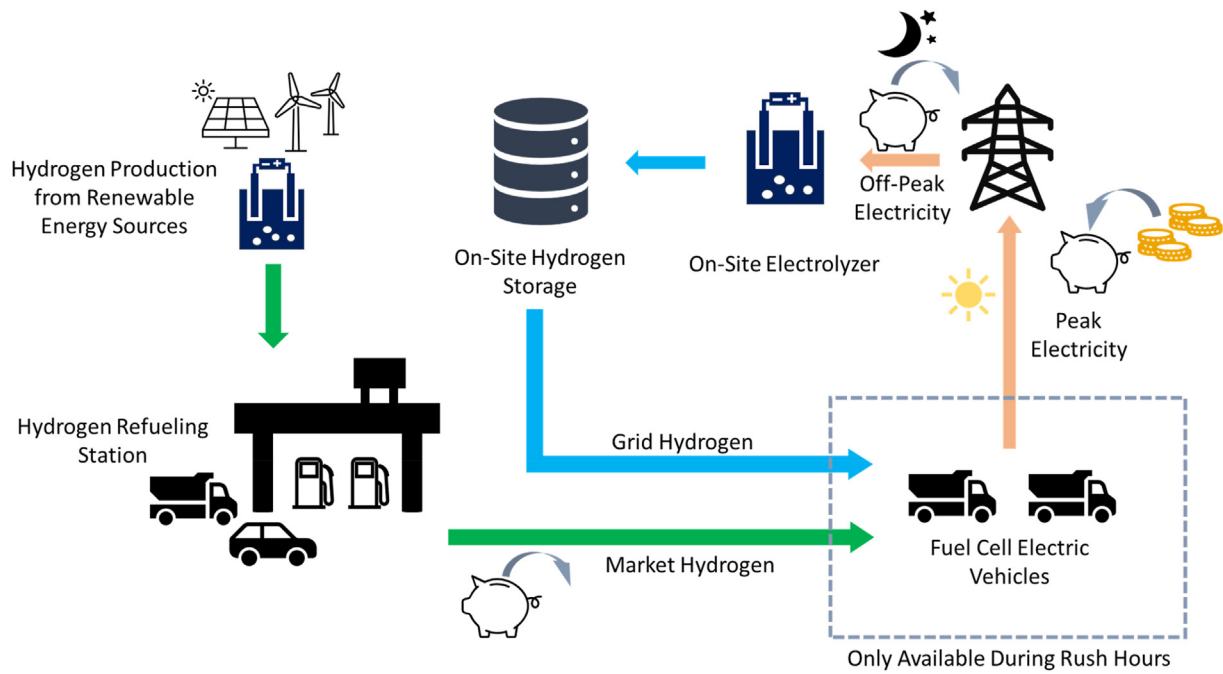 Hydrogen Production
from Renewable
Energy Sources
On-Site Hydrogen
Storage
On-Site Electrolyzer
Off-Peak
Electricity
Peak
Electricity
Hydrogen Refueling
Station
Grid Hydrogen
Market Hydrogen
Fuel Cell Electric
Vehicles
Only Available During Rush Hours